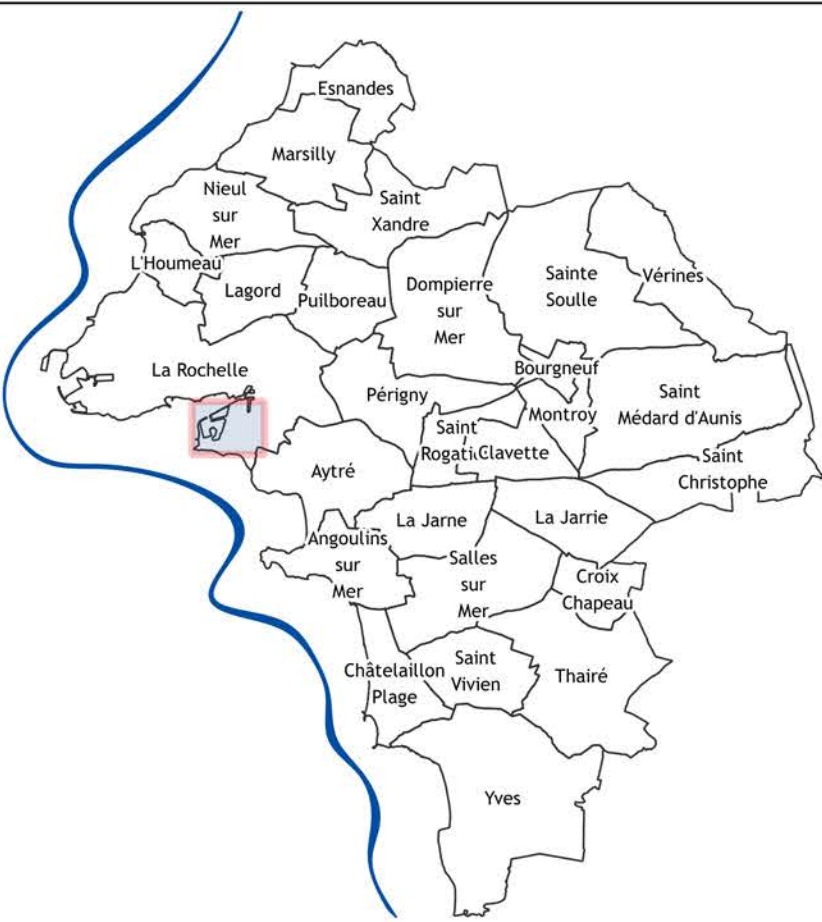 Esnandes
Marsilly
Nieul
sur
Mer
Saint
Xandre
L'Houmeau
Lagord
Puilboreau
Dompierre
sur
Mer
Sainte
Soulle
Vérines
La Rochelle
Périgny
Bourgneuf
Montroy
Saint
Médard d'Aunis
Saint
Rogati
Clavette
Saint
Christophe
Aytré
La Jarne
La Jarrie
Angoulins
sur
Mer
Salles
sur
Mer
Croix
Chapeau
Châtelaillon
Plage
Saint
Vivien
Thairé
Yves